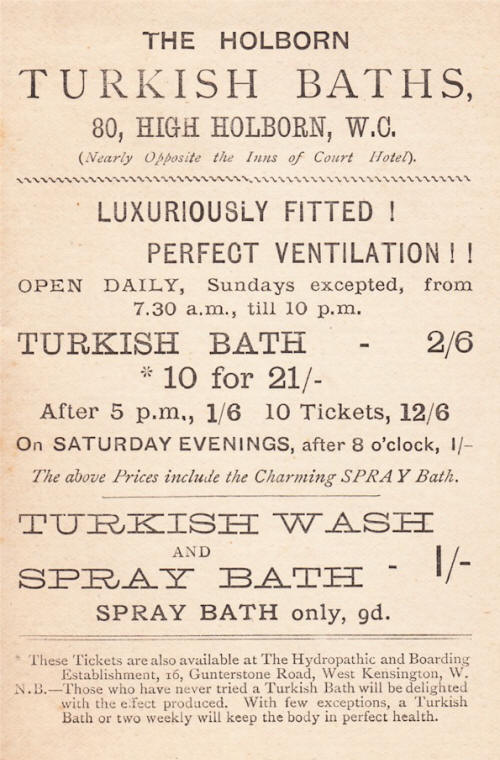 THE HOLBORN
TURKISH BATHS,
80, HIGH HOLBORN, W.C.
(Nearly Opposite the Inns of Court Hotel).
LUXURIOUSLY FITTED !
PERFECT VENTILATION ! !
OPEN DAILY, Sundays excepted, from
7.30 a.m., till 10 p.m.
TURKISH BATH - 2/6
* 10 for 21/-
After 5 p.m., 1/6 10 Tickets, 12/6
On SATURDAY EVENINGS, after 8 o'clock, 1/-
The above Prices include the Charming SPRAY Bath.
TURKISH WASH
AND
SPRAY BATH - 1/-
SPRAY BATH only, 9d.
* These Tickets are also available at The Hydropathic and Boarding
Establishment, 16, Gunterstone Road, West Kensington, W.
N.B.—Those who have never tried a Turkish Bath will be delighted
with the effect produced. With few exceptions, a Turkish
Bath or two weekly will keep the body in perfect health.